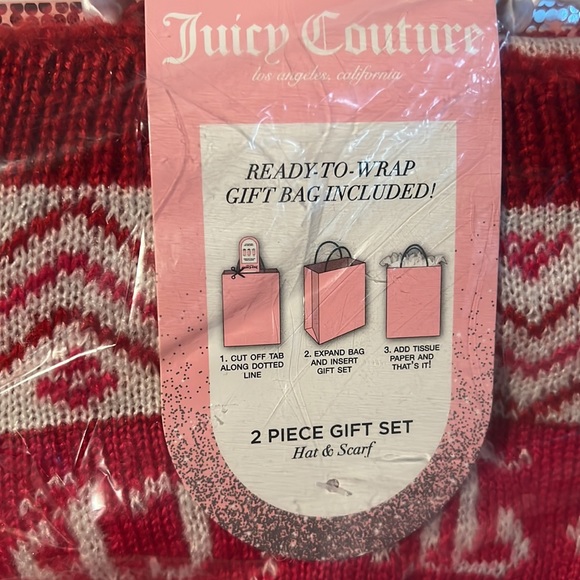 Juicy Couture
los angeles, california
READY-TO-WRAP
GIFT BAG INCLUDED!
1. CUT OFF TAB
ALONG DOTTED
LINE
2. EXPAND BAG
AND INSERT
GIFT SET
3. ADD TISSUE
PAPER AND
THAT'S IT!
2 PIECE GIFT SET
Hat & Scarf